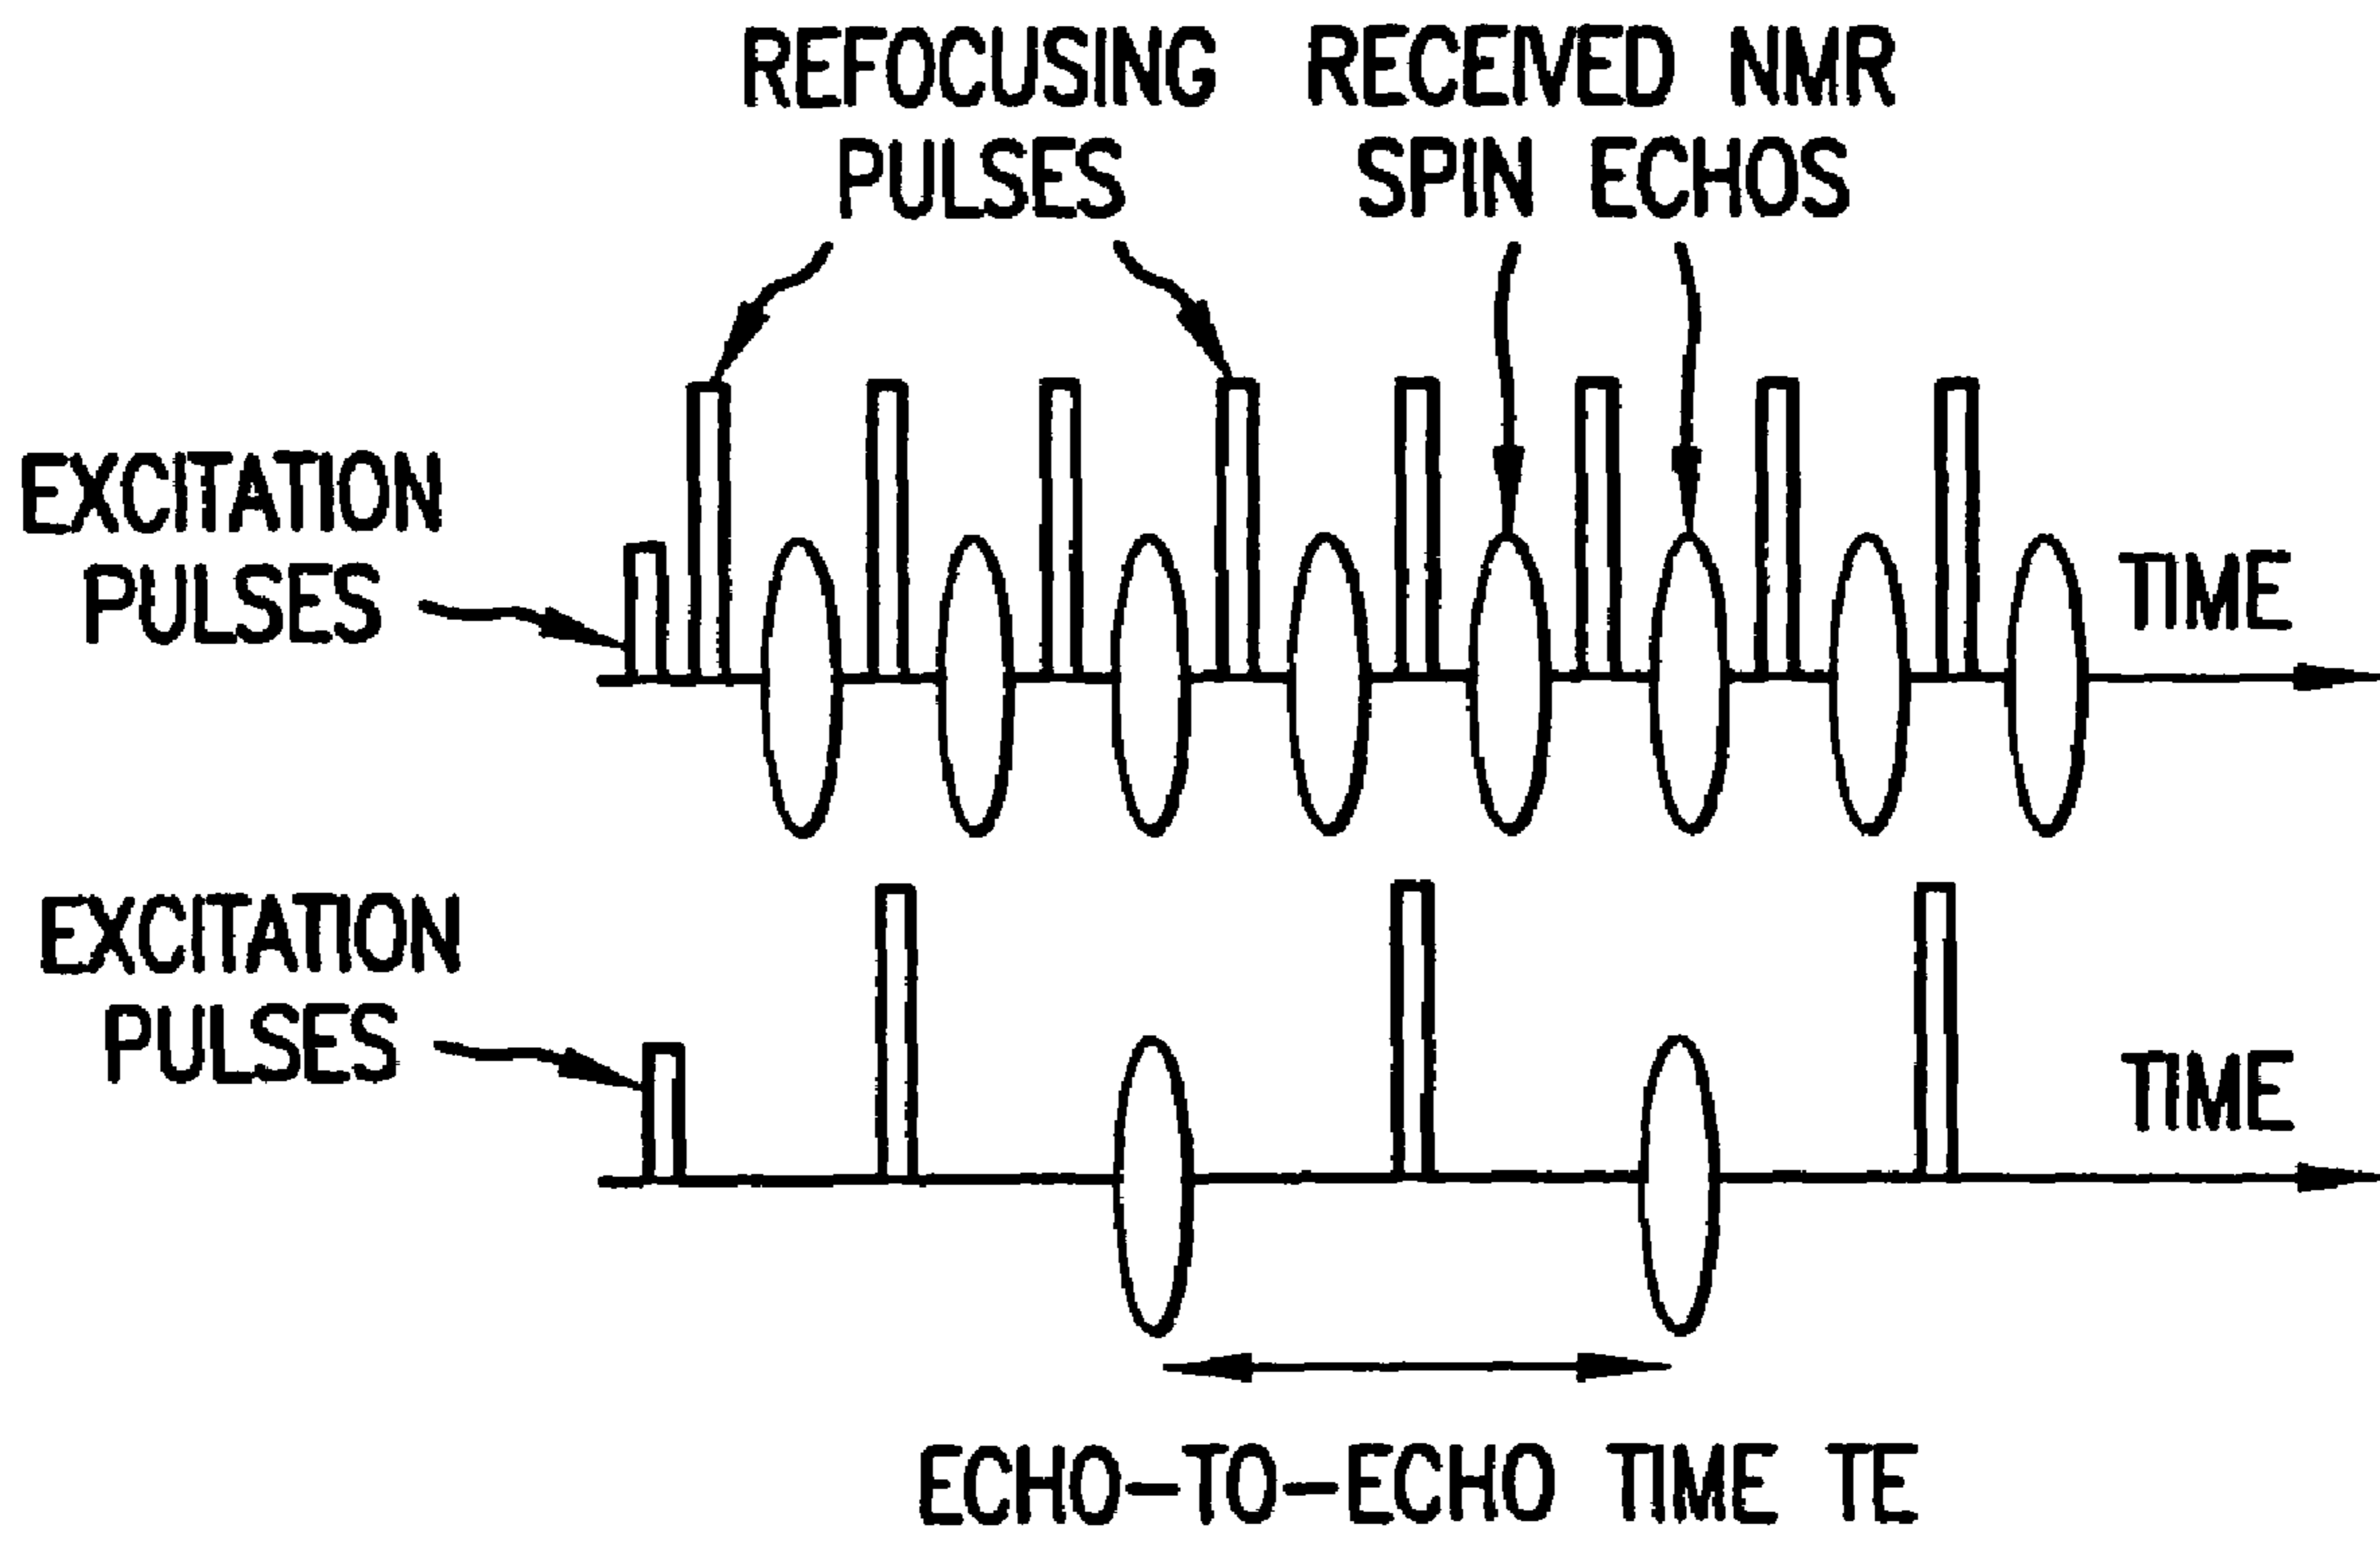 REFOCUSING
PULSES
RECEIVED NMR
SPIN ECHOS
EXCITATION
PULSES
TIME
EXCITATION
PULSES
TIME
ECHO-TO-ECHO TIME TE